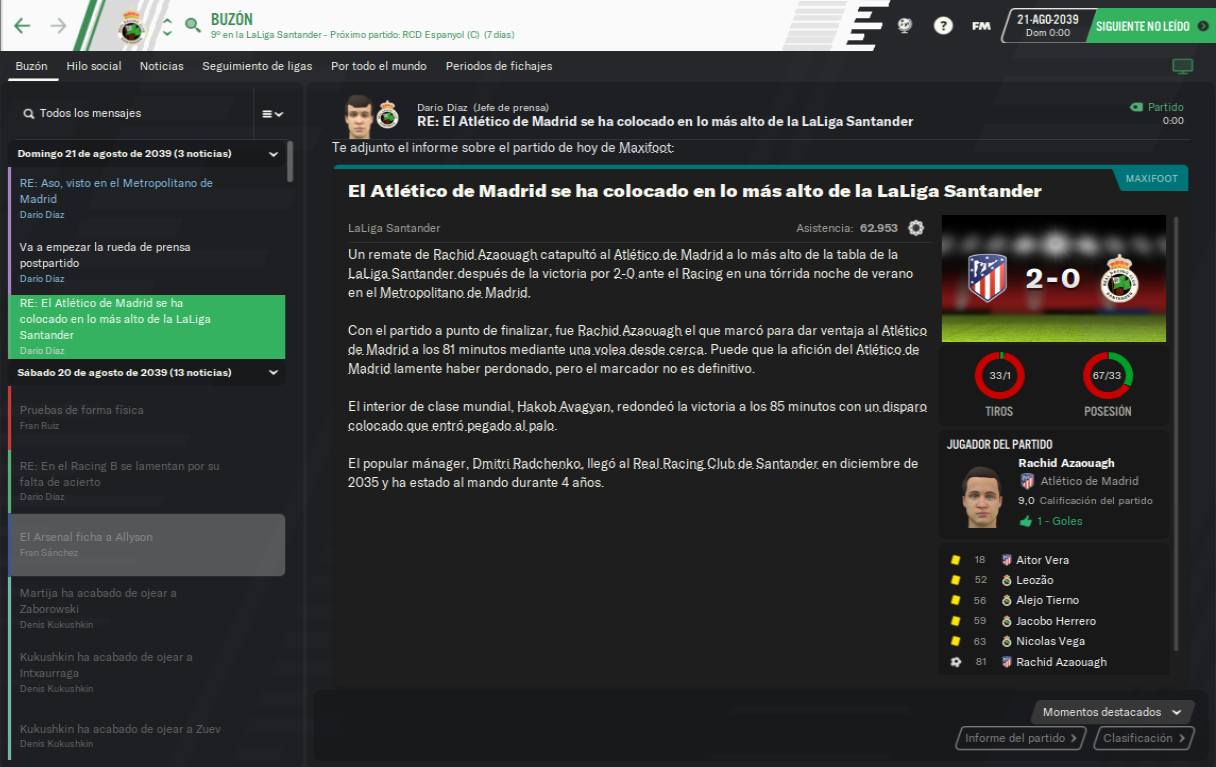 BUZÓN
9º en la LaLiga Santander - Próximo partido: RCD Espanyol (C) (7 días)
?
FM
21-AGO-2039
Dom 0:00
SIGUIENTE NO LEÍDO
Buzón Hilo social Noticias Seguimiento de ligas Por todo el mundo Periodos de fichajes
Todos los mensajes
Domingo 21 de agosto de 2039 (3 noticias)
RE: Aso, visto en el Metropolitano de
Madrid
Darío Díaz
Va a empezar la rueda de prensa
postpartido
Darío Díaz
RE: El Atlético de Madrid se ha
colocado en lo más alto de la LaLiga
Santander
Darío Díaz
Sábado 20 de agosto de 2039 (13 noticias)
Pruebas de forma física
Fran Ruiz
RE: En el Racing B se lamentan por su
falta de acierto
Darío Díaz
El Arsenal ficha a Allyson
Fran Sánchez
Martija ha acabado de ojear a
Zaborowski
Denis Kukushkin
Kukushkin ha acabado de ojear a
Intxaurraga
Denis Kukushkin
Kukushkin ha acabado de ojear a Zuev
Denis Kukushkin
Darío Díaz (Jefe de prensa)
RE: El Atlético de Madrid se ha colocado en lo más alto de la LaLiga Santander
Partido
0:00
Te adjunto el informe sobre el partido de hoy de Maxifoot:
MAXIFOOT
El Atlético de Madrid se ha colocado en lo más alto de la LaLiga Santander
LaLiga Santander
Asistencia: 62.953
Un remate de Rachid Azaouagh catapultó al Atlético de Madrid a lo más alto de la tabla de la
LaLiga Santander después de la victoria por 2-0 ante el Racing en una tórrida noche de verano
en el Metropolitano de Madrid.
Con el partido a punto de finalizar, fue Rachid Azaouagh el que marcó para dar ventaja al Atlético
de Madrid a los 81 minutos mediante una volea desde cerca. Puede que la afición del Atlético de
Madrid lamente haber perdonado, pero el marcador no es definitivo.
El interior de clase mundial, Hakob Avagyan, redondeó la victoria a los 85 minutos con un disparo
colocado que entró pegado al palo.
El popular mánager, Dmitri Radchenko, llegó al Real Racing Club de Santander en diciembre de
2035 y ha estado al mando durante 4 años.
2-0
33/1
TIROS
67/33
POSESIÓN
JUGADOR DEL PARTIDO
Rachid Azaouagh
Atlético de Madrid
9,0 Calificación del partido
1 - Goles
18 Aitor Vera
52 Leozão
56 Alejo Tierno
59 Jacobo Herrero
63 Nicolas Vega
81 Rachid Azaouagh
Momentos destacados
Informe del partido
Clasificación